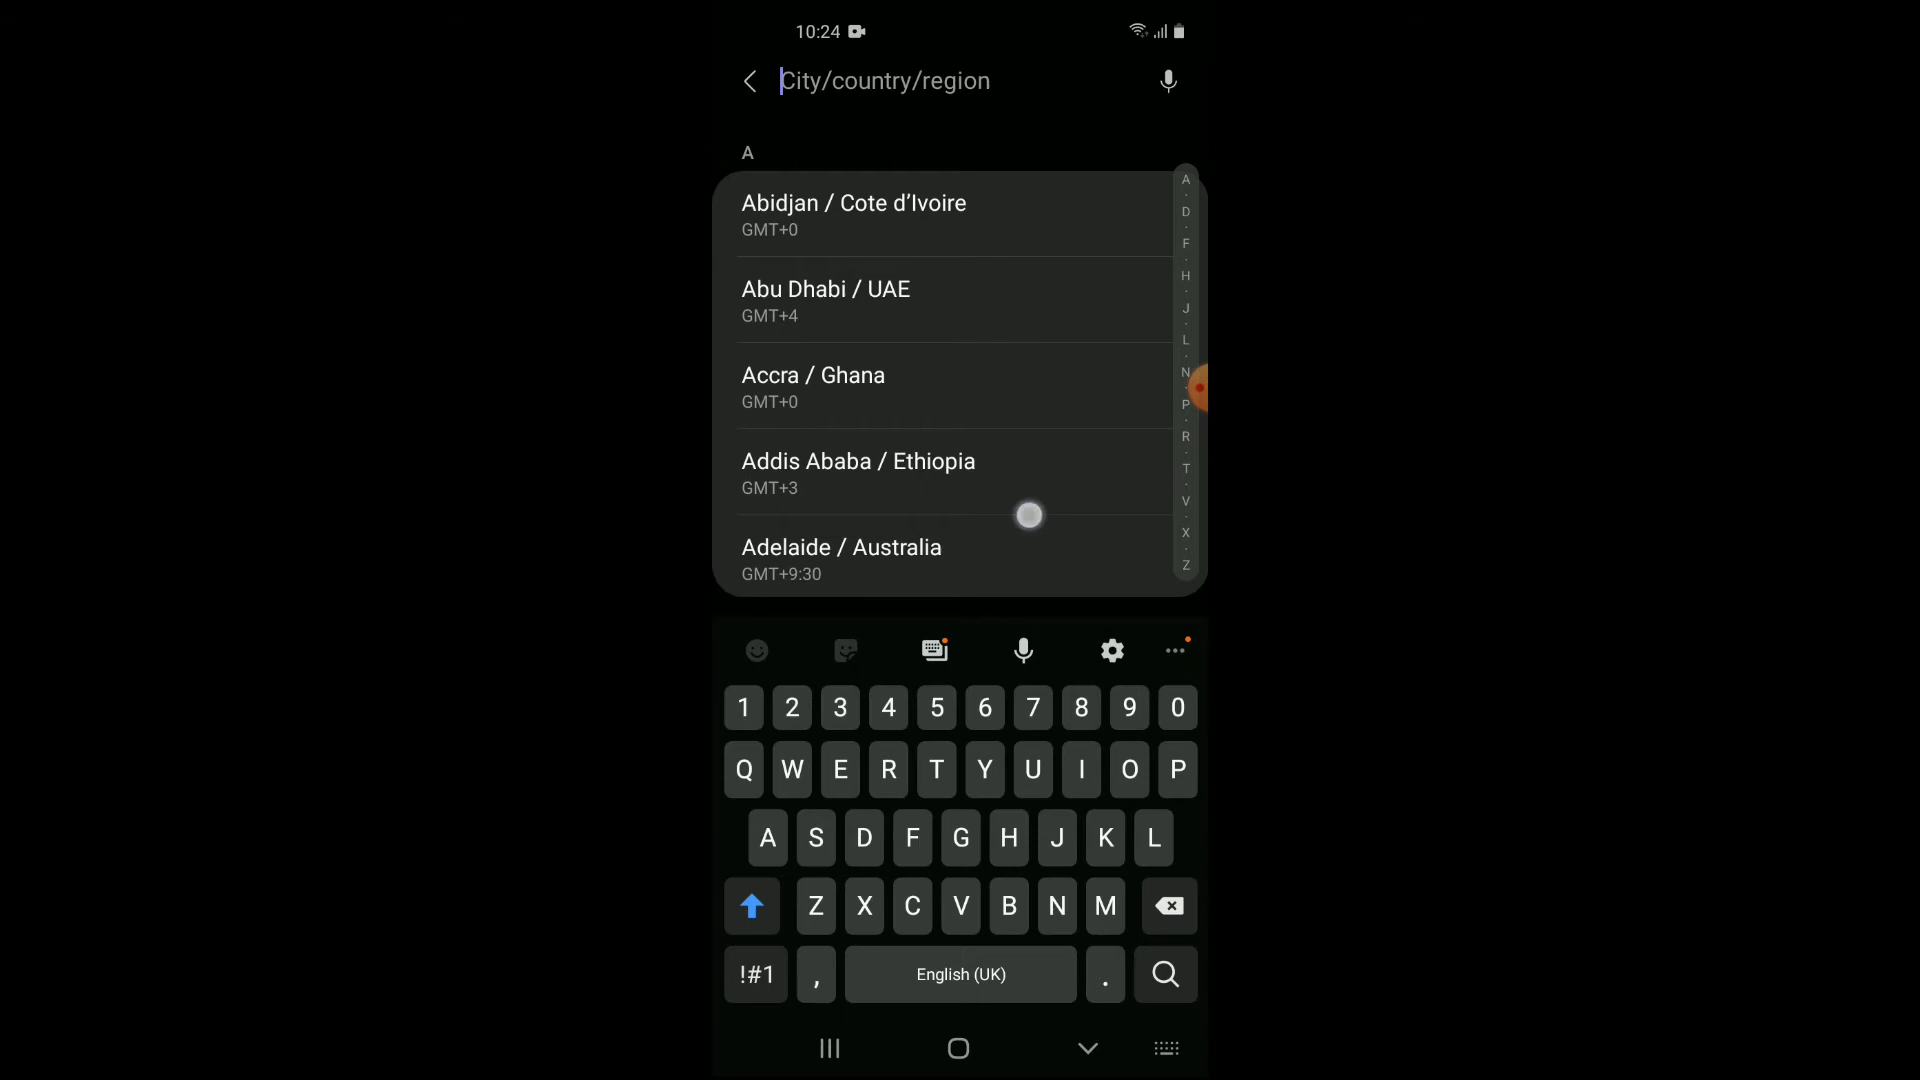 10:24
City/country/region
A
Abidjan / Cote d’Ivoire
GMT+0
Abu Dhabi / UAE
GMT+4
Accra / Ghana
GMT+0
Addis Ababa / Ethiopia
GMT+3
Adelaide / Australia
GMT+9:30
A
D
F
H
J
L
N
P
R
T
V
X
Z
1 2 3 4 5 6 7 8 9 0
Q W E R T Y U I O P
A S D F G H J K L
Z X C V B N M
!#1 , English (UK) .